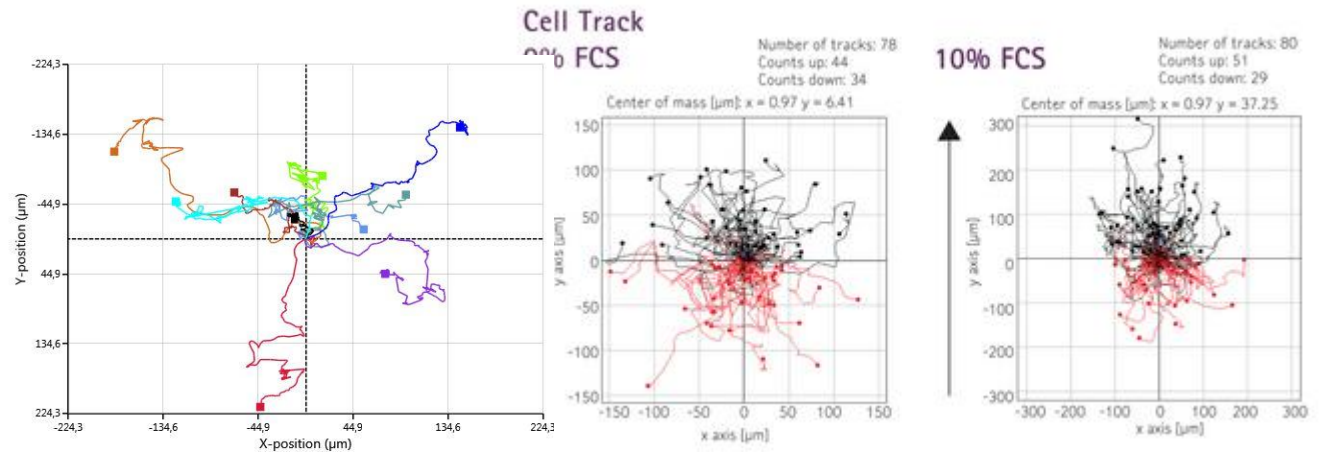 Cell Track
0% FCS
Number of tracks: 78
Counts up: 44
Counts down: 34
Center of mass [µm]: x = 0.97 y = 6.41
150
100
50
0
-50
-100
-150
y axis [µm]
-150 -100 -50 0 50 100 150
x axis [µm]
10% FCS
Number of tracks: 80
Counts up: 51
Counts down: 29
Center of mass [µm]: x = 0.97 y = 37.25
300
200
100
0
-100
-200
-300
y axis [µm]
-300 -200 -100 0 100 200 300
x axis [µm]
-224,3
-134,6
-44,9
44,9
134,6
224,3
Y-position (µm)
-224,3 -134,6 -44,9 44,9 134,6 224,3
X-position (µm)